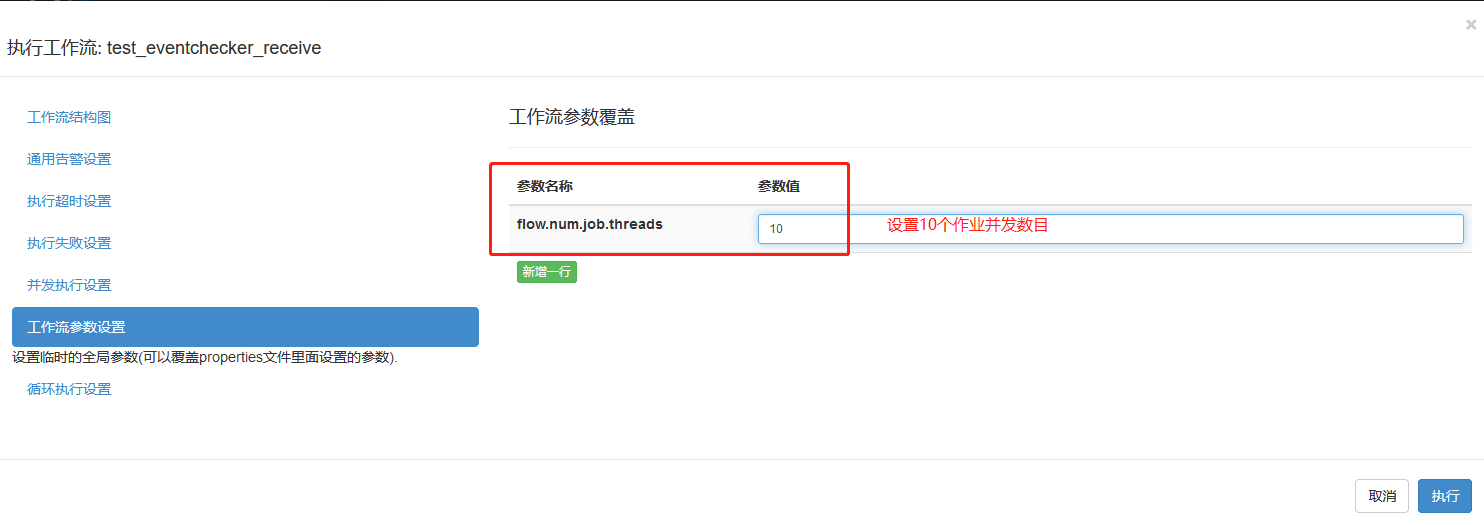 执行工作流: test_eventchecker_receive
×
工作流结构图
通用告警设置
执行超时设置
执行失败设置
并发执行设置
工作流参数设置
设置临时的全局参数(可以覆盖properties文件里面设置的参数).
循环执行设置
工作流参数覆盖
参数名称 参数值
flow.num.job.threads 10 设置10个作业并发数目
新增一行
取消 执行